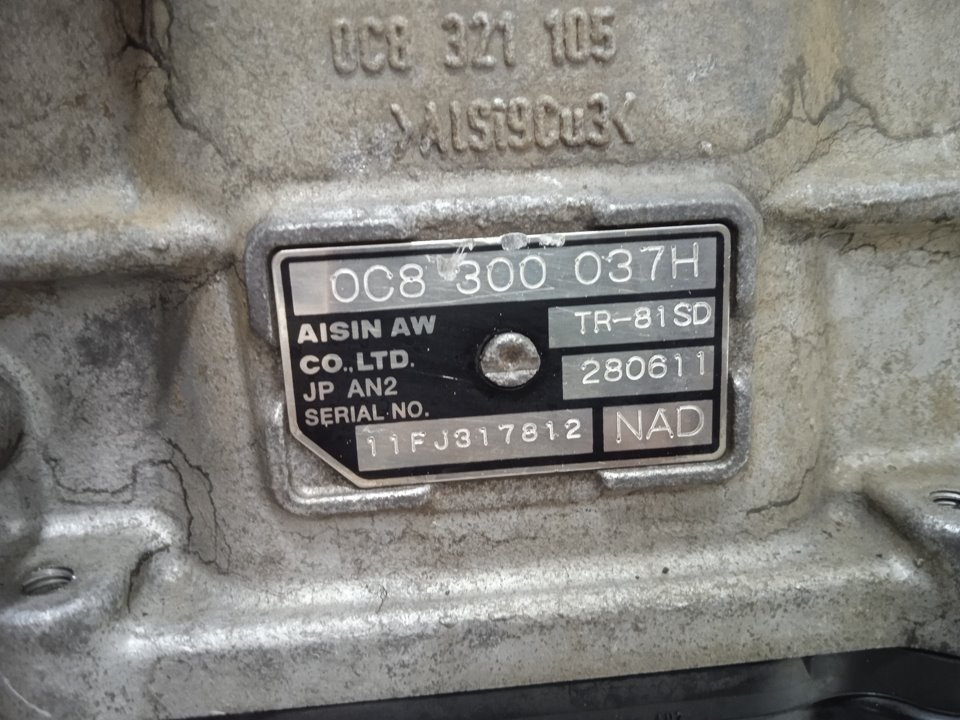 0C8 321 105
>AlSi9Cu3<
0C8 300 037H
AISIN AW
CO.,LTD.
JP AN2
SERIAL NO.
TR-81SD
280611
11FJ317812
NAD